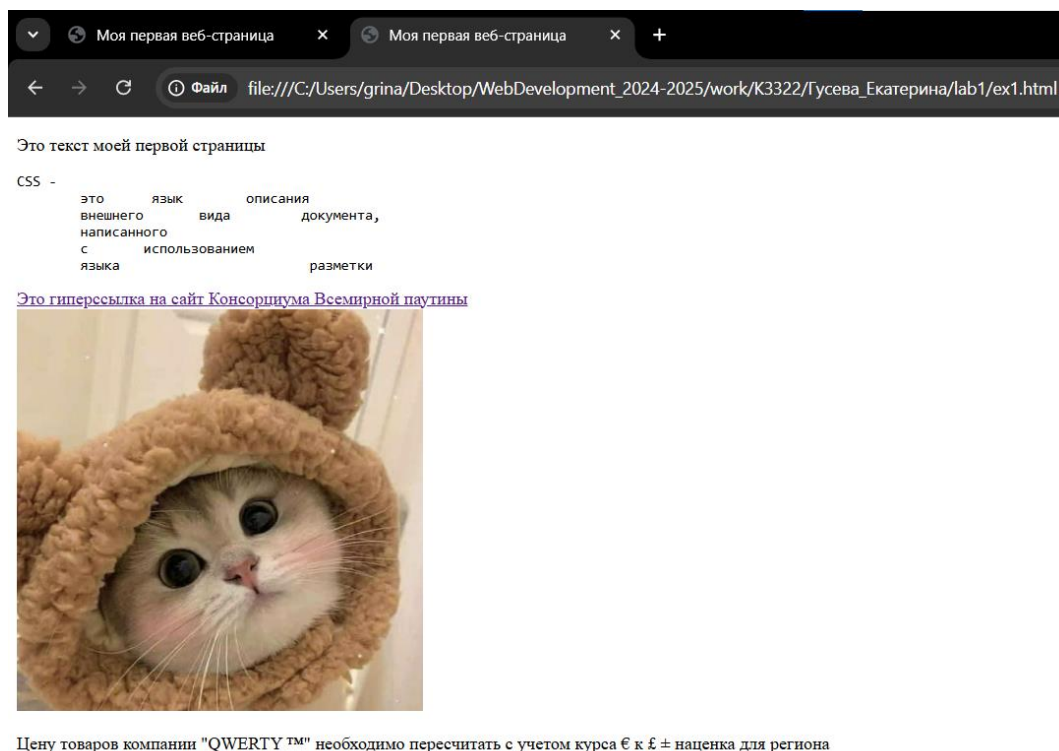 Моя первая веб-страница
Моя первая веб-страница
Файл file:///C:/Users/grina/Desktop/WebDevelopment_2024-2025/work/K3322/Гусева_Екатерина/lab1/ex1.html
Это текст моей первой страницы
CSS -
это язык описания
внешнего вида документа,
написанного
с использованием
языка разметки
Это гиперссылка на сайт Консорциума Всемирной паутины
Цену товаров компании "QWERTY ™" необходимо пересчитать с учетом курса € к £ ± наценка для региона